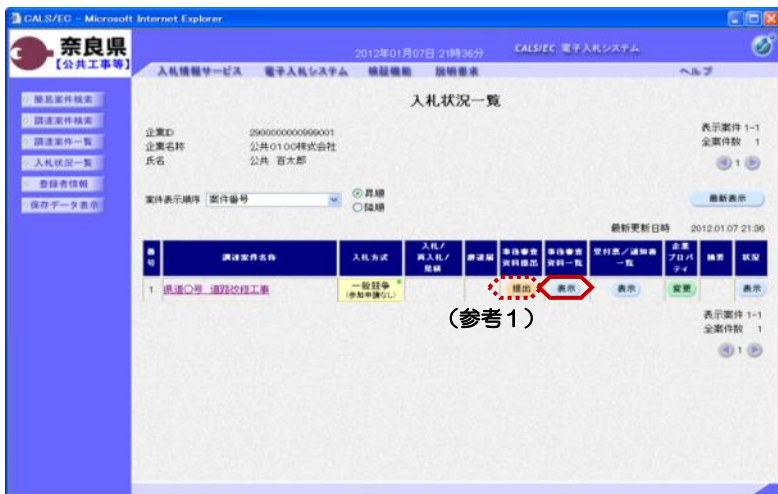 CALS/EC - Microsoft Internet Explorer
奈良県
【公共工事等】
2012年01月07日 21時36分
CALS/EC 電子入札システム
入札情報サービス 電子入札システム 検証機能 説明要求 ヘルプ
簡易案件検索
調達案件検索
調達案件一覧
入札状況一覧
登録者情報
保存データ表示
入札状況一覧
企業ID 2900000000999001
企業名称 公共0100株式会社
氏名 公共 百太郎
表示案件 1-1
全案件数 1
1
案件表示順序 案件番号
昇順
降順
最新表示
最新更新日時 2012.01.07 21:36
番号 調達案件名称 入札方式 入札/再入札/見積 辞退届 事後審査資料提出 事後審査資料一覧 受付票/通知書一覧 企業プロパティ 摘要 状況
1 県道〇号 道路改修工事 一般競争(参加申請なし) 提出 表示 表示 変更 表示
(参考1)
表示案件 1-1
全案件数 1
1